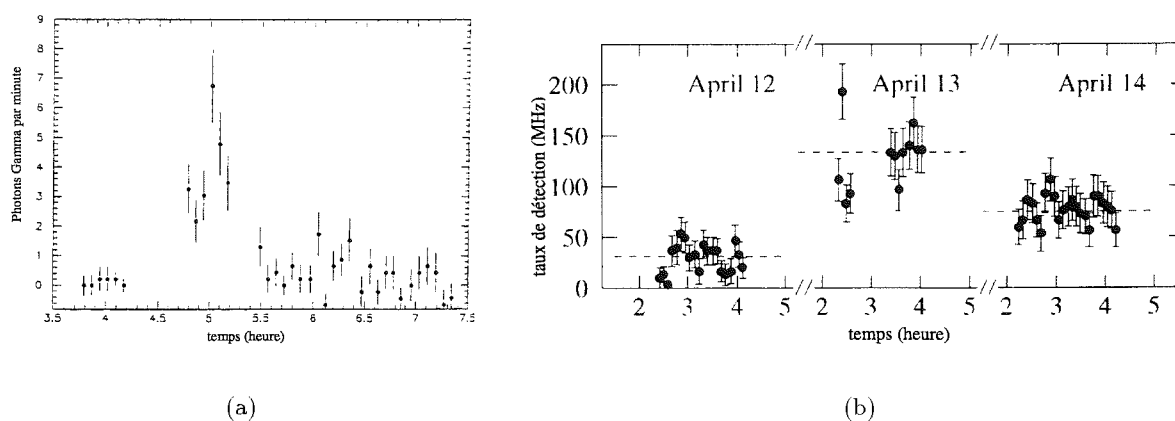 Photons Gamma par minute
9
8
7
6
5
4
3
2
1
0
3.5 4 4.5 5 5.5 6 6.5 7 7.5
temps (heure)
(a)
taux de détection (MHz)
200
150
100
50
0
// //
April 12 April 13 April 14
// //
2 3 4 5 2 3 4 5 2 3 4 5
temps (heure)
(b)